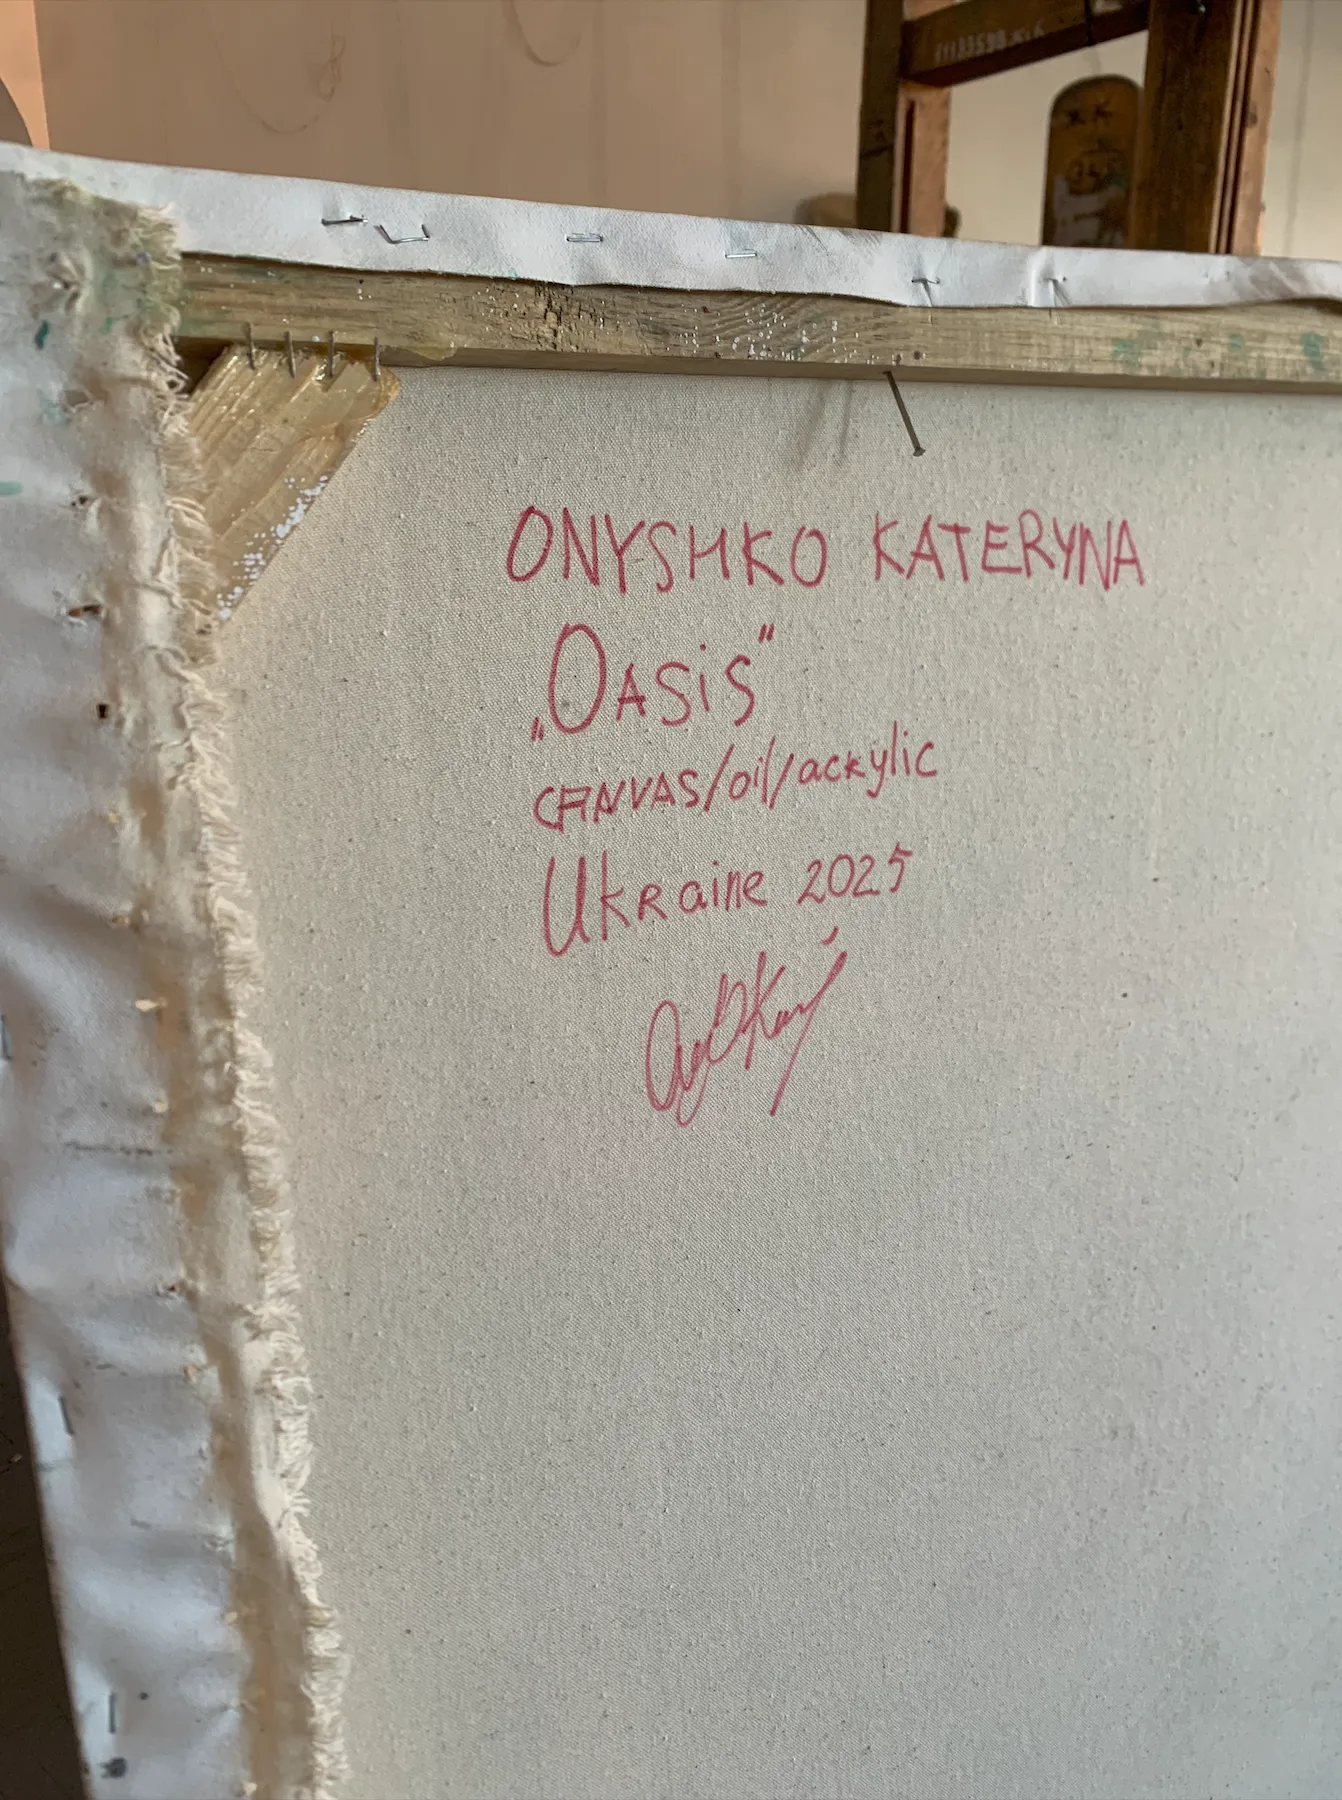 ONYSHKO KATERYNA
„Oasis"
CANVAS/oil/ackylic
Ukraine 2025